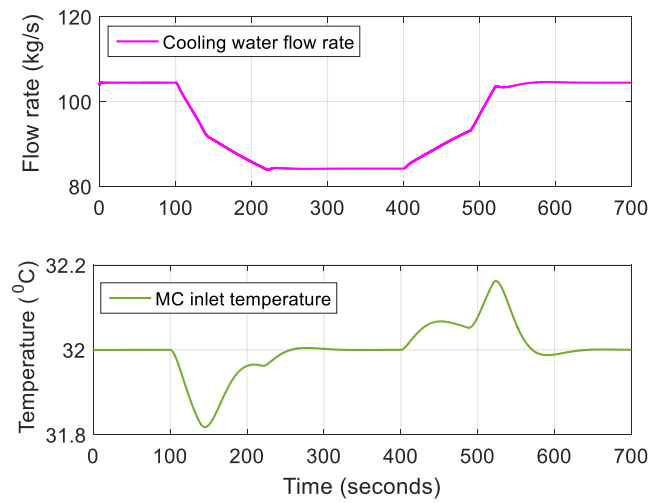 120
100
80
Flow rate (kg/s)
Cooling water flow rate
0 100 200 300 400 500 600 700
32.2
32
31.8
Temperature ( ⁰C)
MC inlet temperature
0 100 200 300 400 500 600 700
Time (seconds)